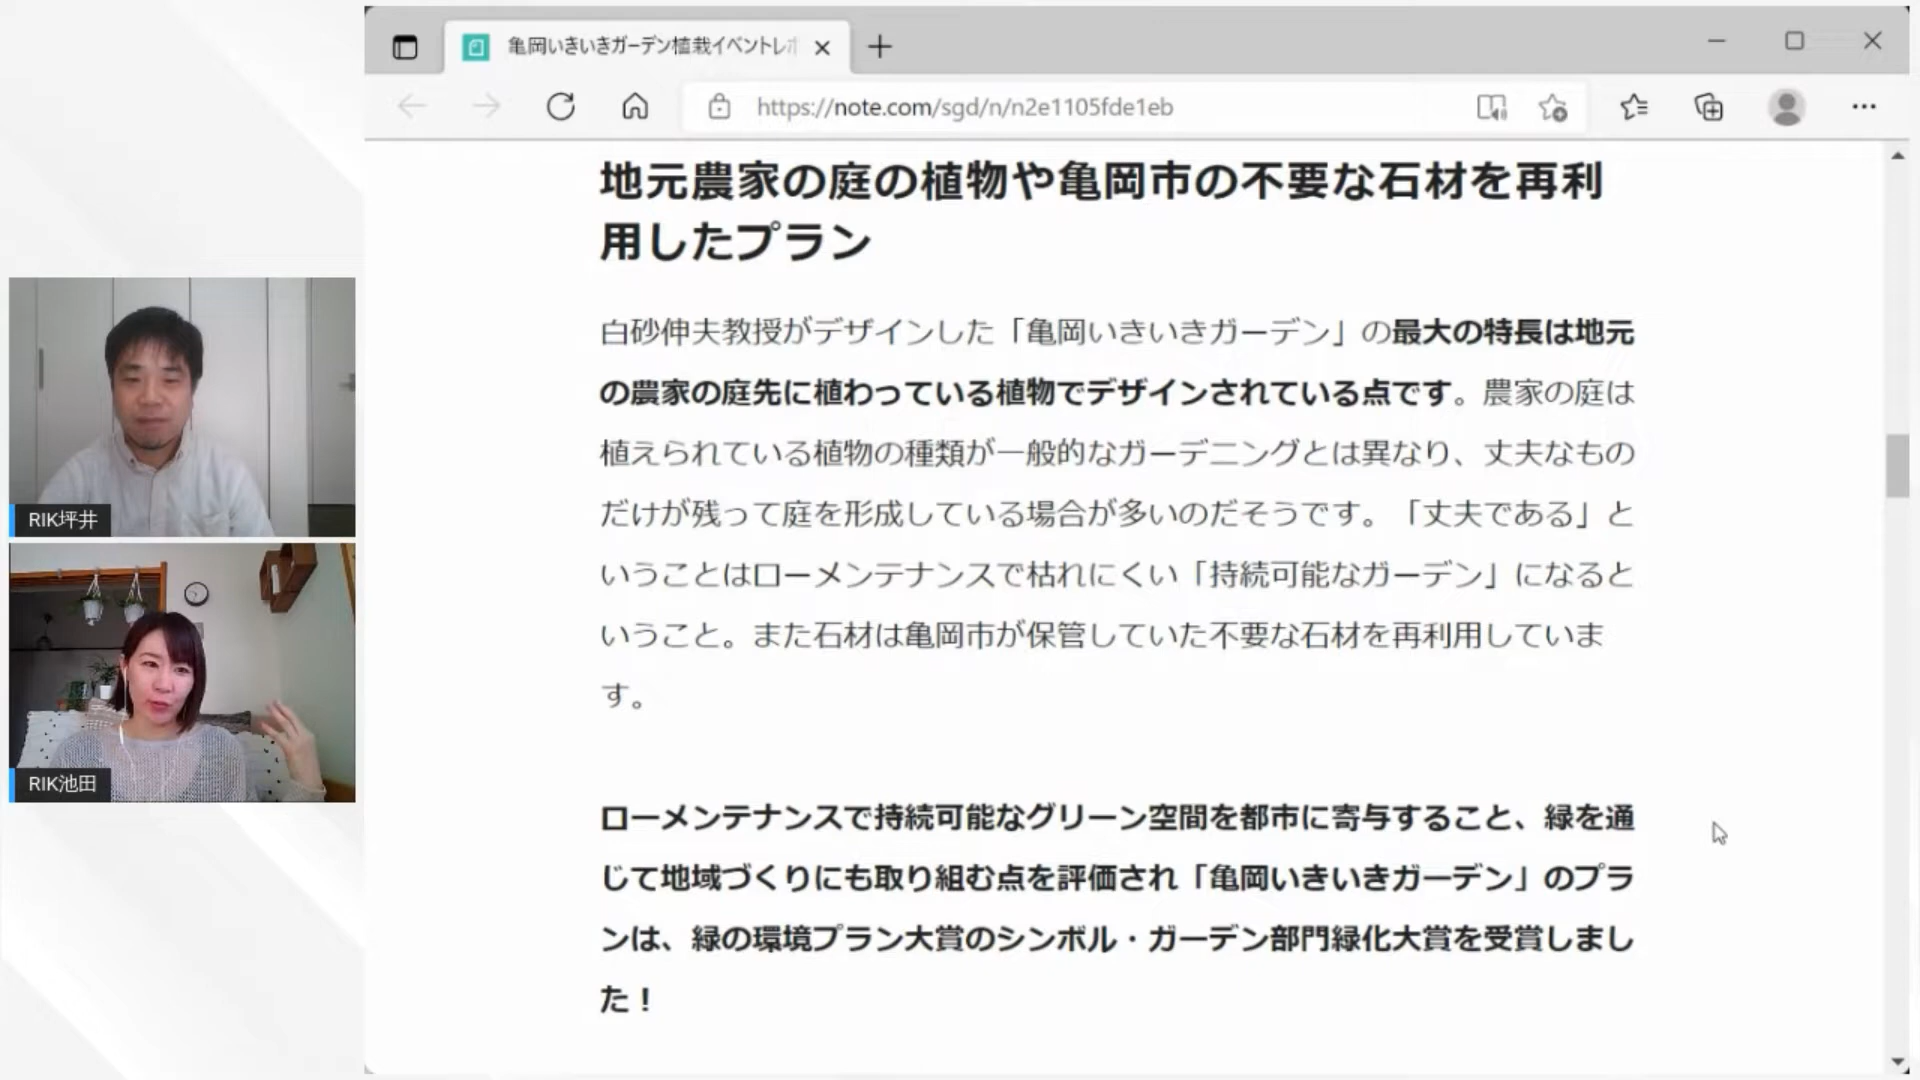 亀岡いきいきガーデン植栽イベントレポ
https://note.com/sgd/n/n2e1105fde1eb
地元農家の庭の植物や亀岡市の不要な石材を再利
用したプラン
白砂伸夫教授がデザインした「亀岡いきいきガーデン」の最大の特長は地元
の農家の庭先に植わっている植物でデザインされている点です。農家の庭は
植えられている植物の種類が一般的なガーデニングとは異なり、丈夫なもの
だけが残って庭を形成している場合が多いのだそうです。「丈夫である」と
いうことはローメンテナンスで枯れにくい「持続可能なガーデン」になると
いうこと。また石材は亀岡市が保管していた不要な石材を再利用していま
す。
ローメンテナンスで持続可能なグリーン空間を都市に寄与すること、緑を通
じて地域づくりにも取り組む点を評価され「亀岡いきいきガーデン」のプラ
ンは、緑の環境プラン大賞のシンボル・ガーデン部門緑化大賞を受賞しまし
た！
RIK坪井
RIK池田